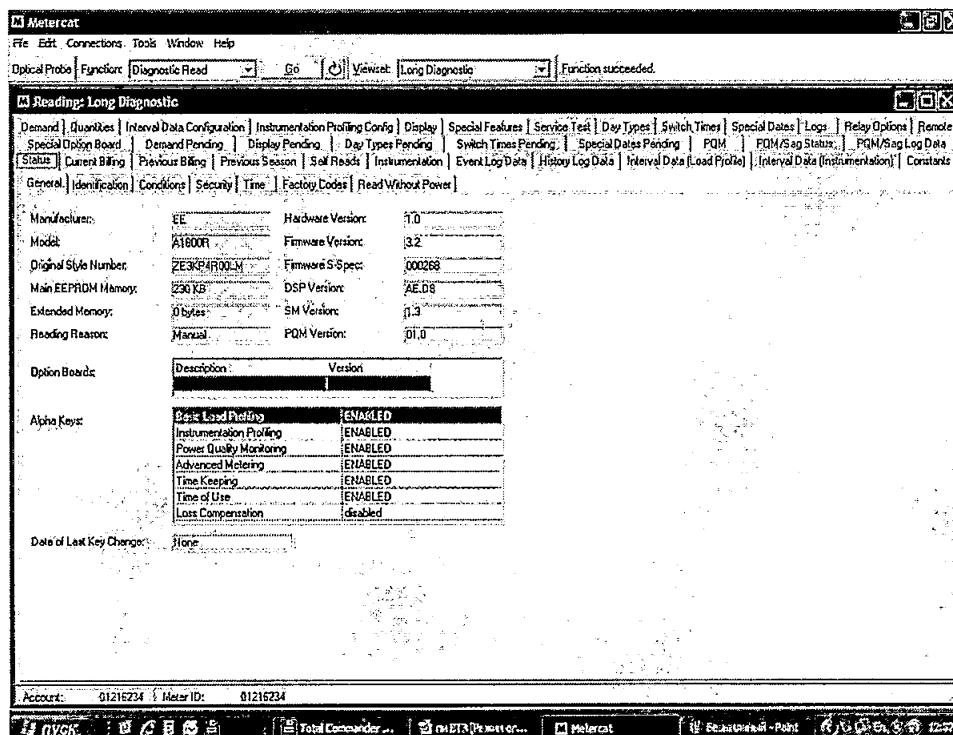 Metercat
File Edit Connections Tools Window Help
Optical Probe Function: Diagnostic Read Go Viewset: Long Diagnostic Function succeeded.
Reading: Long Diagnostic
Demand Quantities Interval Data Configuration Instrumentation Profiling Config Display Special Features Service Test Day Types Switch Times Special Dates Logs Relay Options Remote
Special Option Board Demand Pending Display Pending Day Types Pending Switch Times Pending Special Dates Pending PQM PQM/Sag Status PQM/Sag Log Data
Status Current Billing Previous Billing Previous Season Self Reads Instrumentation Event Log Data History Log Data Interval Data (Load Profile) Interval Data (Instrumentation) Constants
General Identification Conditions Security Time Factory Codes Read Without Power
Manufacturer: EE Hardware Version: 1.0
Model: A1800R Firmware Version: 3.2
Original Style Number: Firmware S-Spec: 000268
Main EEPROM Memory: 230 KB DSP Version: AE.D8
Extended Memory: 0 bytes SM Version: 1.3
Reading Reason: Manual PQM Version: 01.0
Option Boards: Description Version
Alpha Keys: Basic Load Profiling ENABLED
Instrumentation Profiling ENABLED
Power Quality Monitoring ENABLED
Advanced Metering ENABLED
Time Keeping ENABLED
Time of Use ENABLED
Loss Compensation disabled
Date of Last Key Change: None
Account: 01216234 Meter ID: 01216234
ПУСК Total Commander ... Metercat Безымянный - Paint